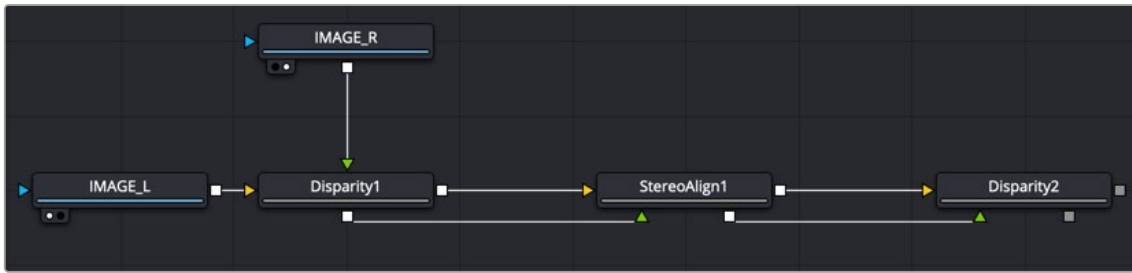 IMAGE_R
IMAGE_L
Disparity1
StereoAlign1
Disparity2